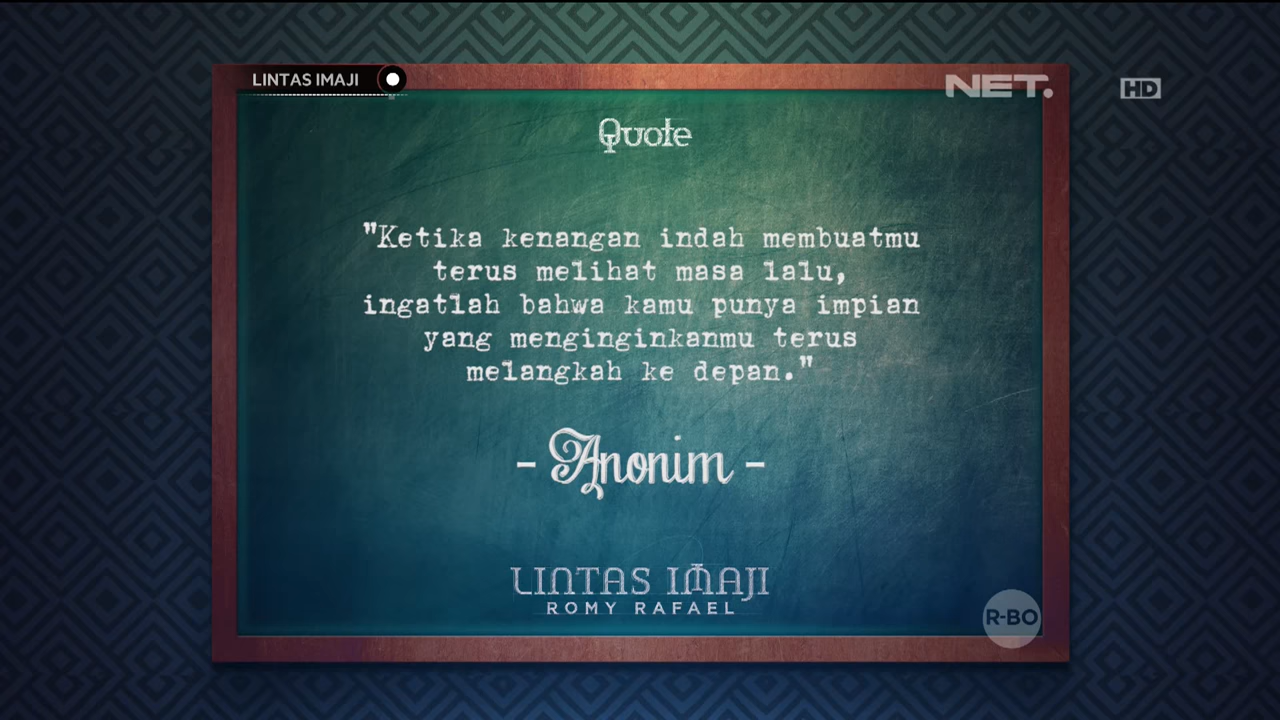 LINTAS IMAJI
NET.
HD
Quote
"Ketika kenangan indah membuatmu
terus melihat masa lalu,
ingatlah bahwa kamu punya impian
yang menginginkanmu terus
melangkah ke depan."
- Anonim -
LINTAS IMAJI
ROMY RAFAEL
R-BO